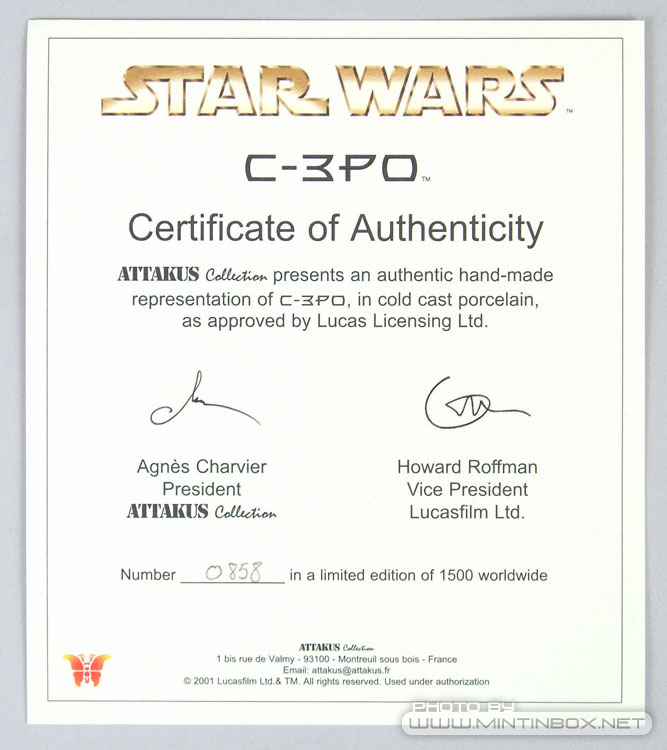 STAR WARS™
C-3PO™
Certificate of Authenticity
ATTAKUS Collection presents an authentic hand-made
representation of C-3PO, in cold cast porcelain,
as approved by Lucas Licensing Ltd.
Agnès Charvier
President
ATTAKUS Collection
Howard Roffman
Vice President
Lucasfilm Ltd.
Number 0858 in a limited edition of 1500 worldwide
ATTAKUS Collection
1 bis rue de Valmy - 93100 - Montreuil sous bois - France
Email: attakus@attakus.fr
© 2001 Lucasfilm Ltd.& TM. All rights reserved. Used under authorization
PHOTO BY
WWW.MINTINBOX.NET